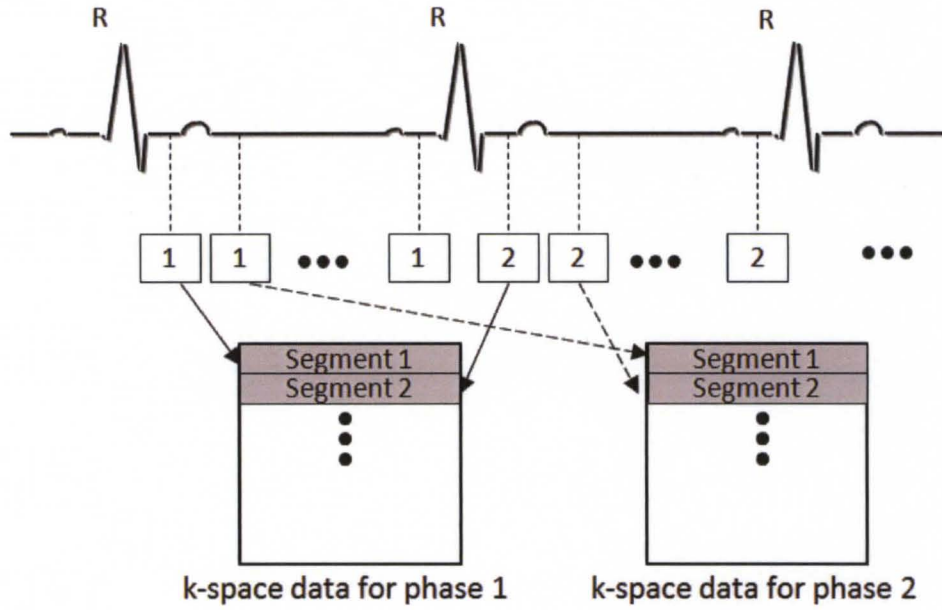 R R R
1 1 ••• 1 2 2 ••• 2 •••
Segment 1 Segment 1
Segment 2 Segment 2
k-space data for phase 1 k-space data for phase 2